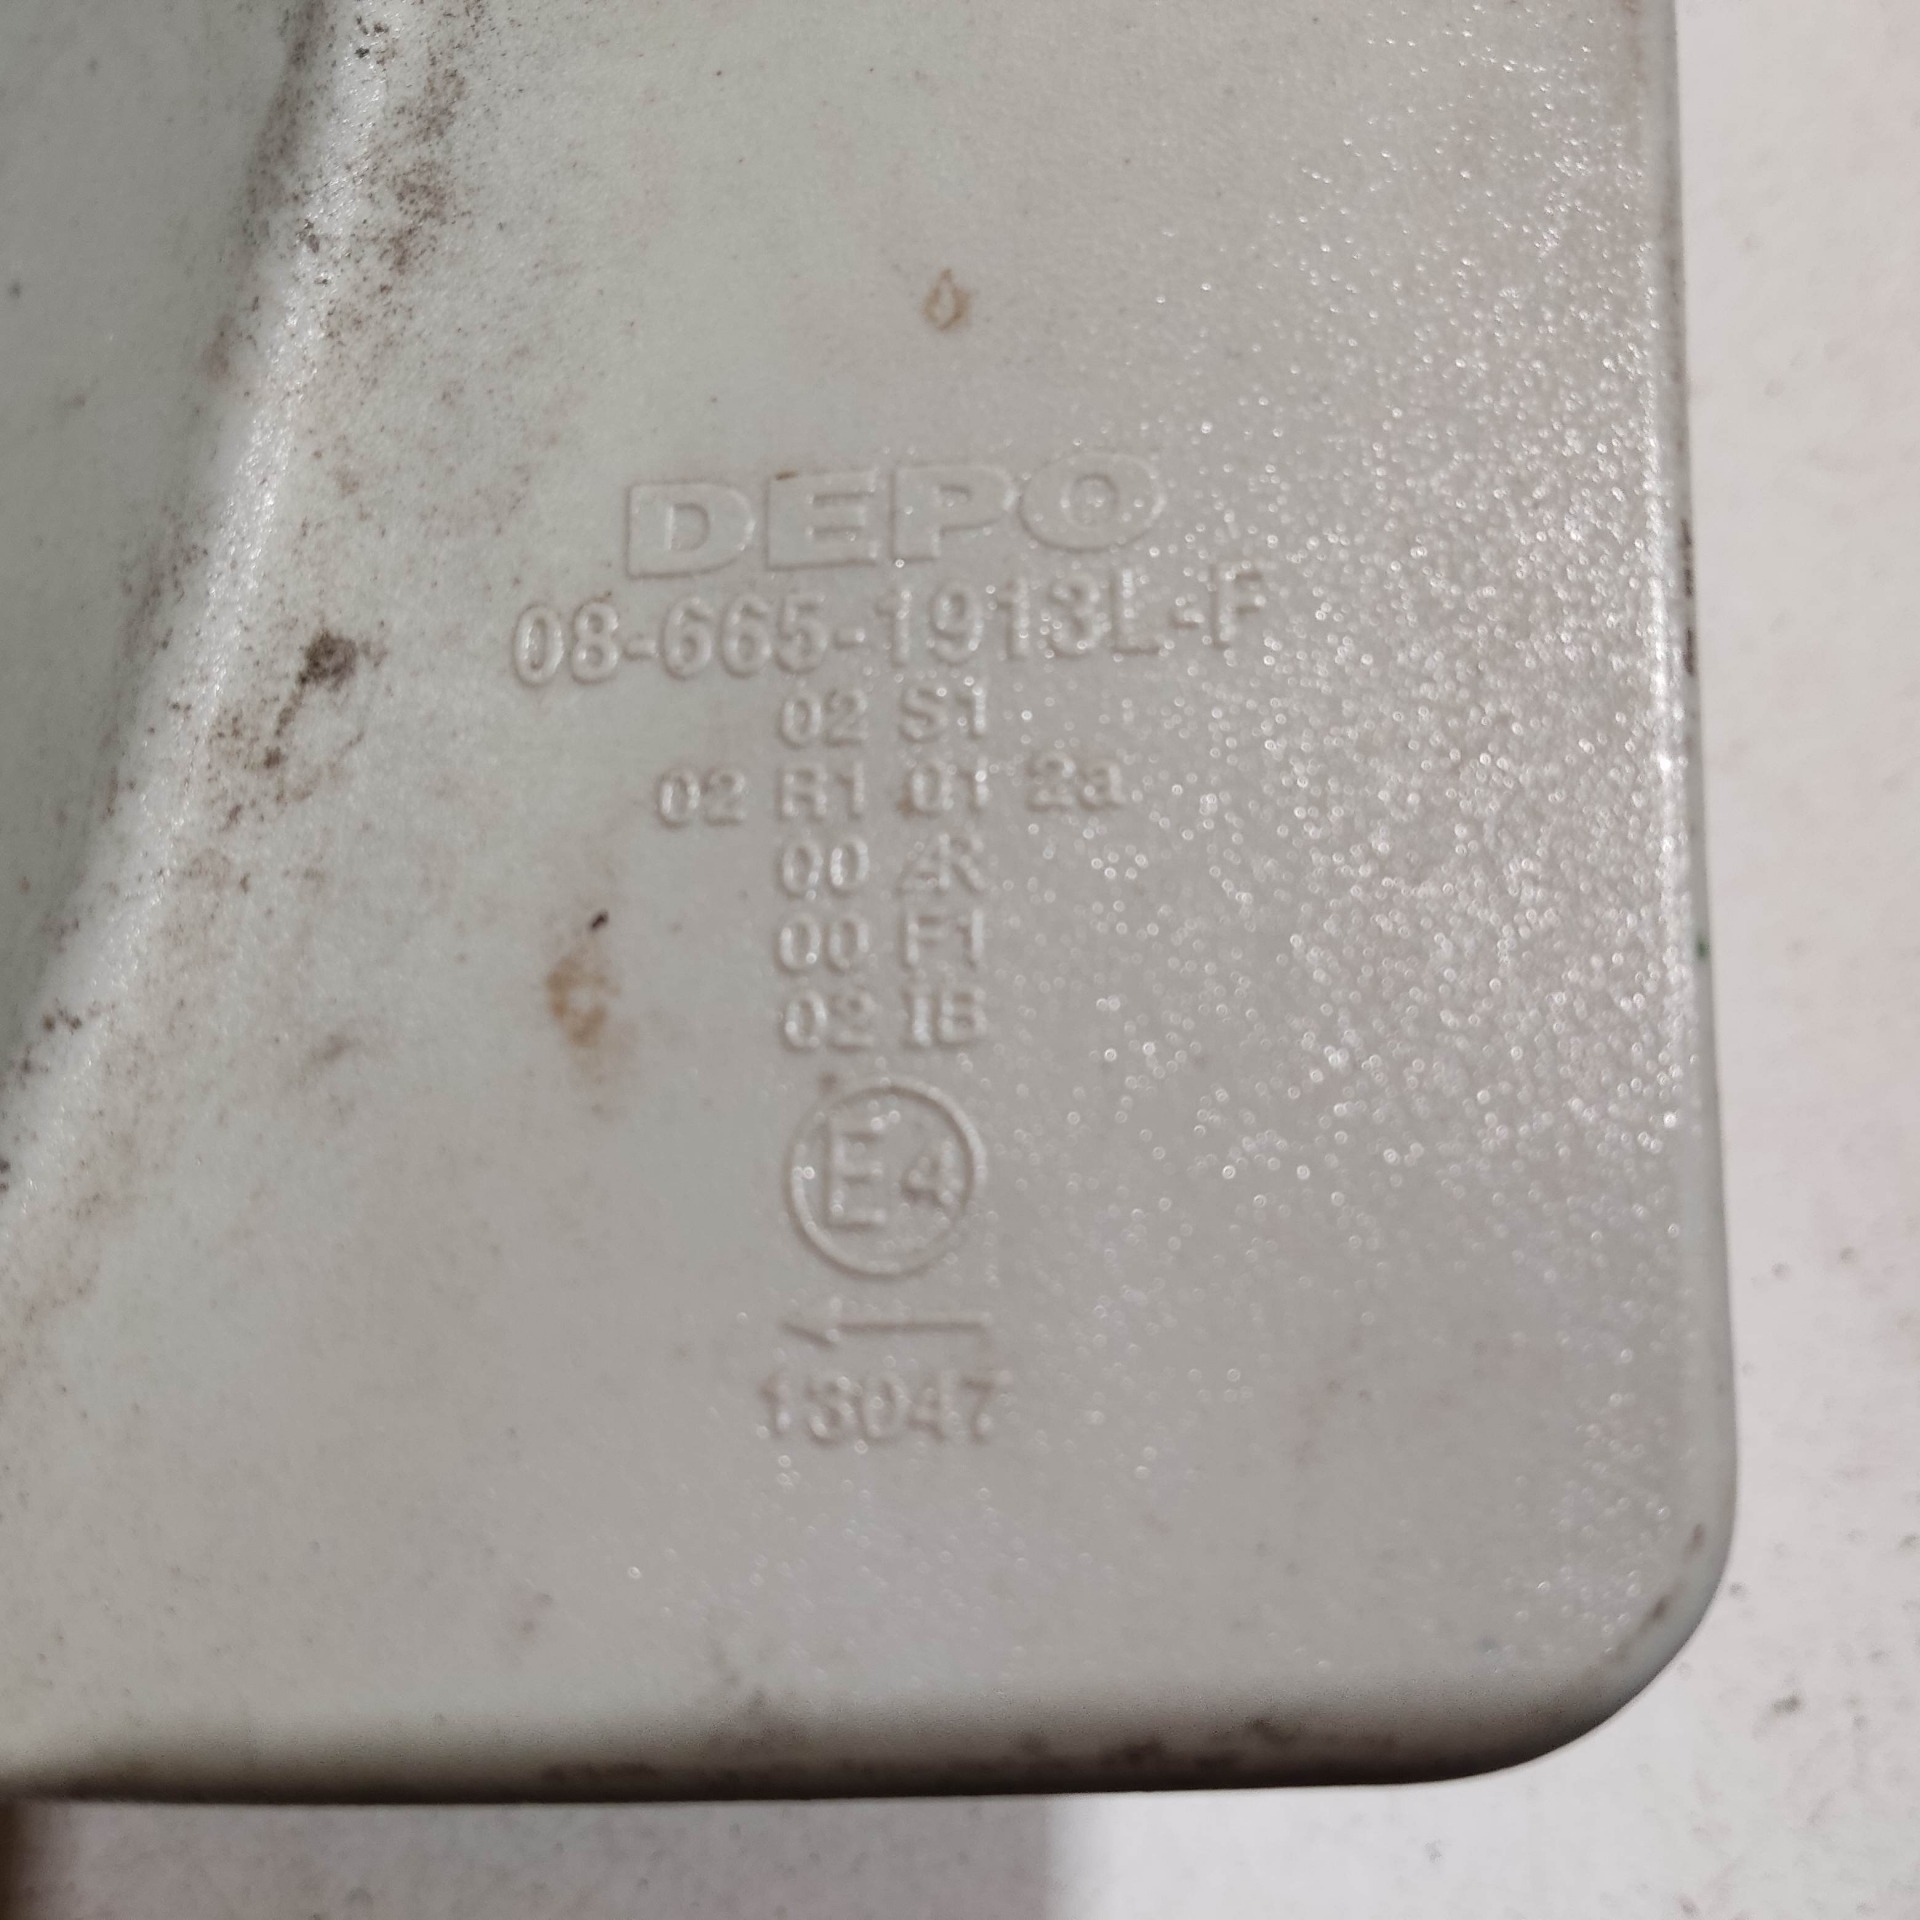 DEPO
08-665-1913L-F
02 S1
02 R1 01 2a
00 AR
00 F1
02 IB
E4
←
13047